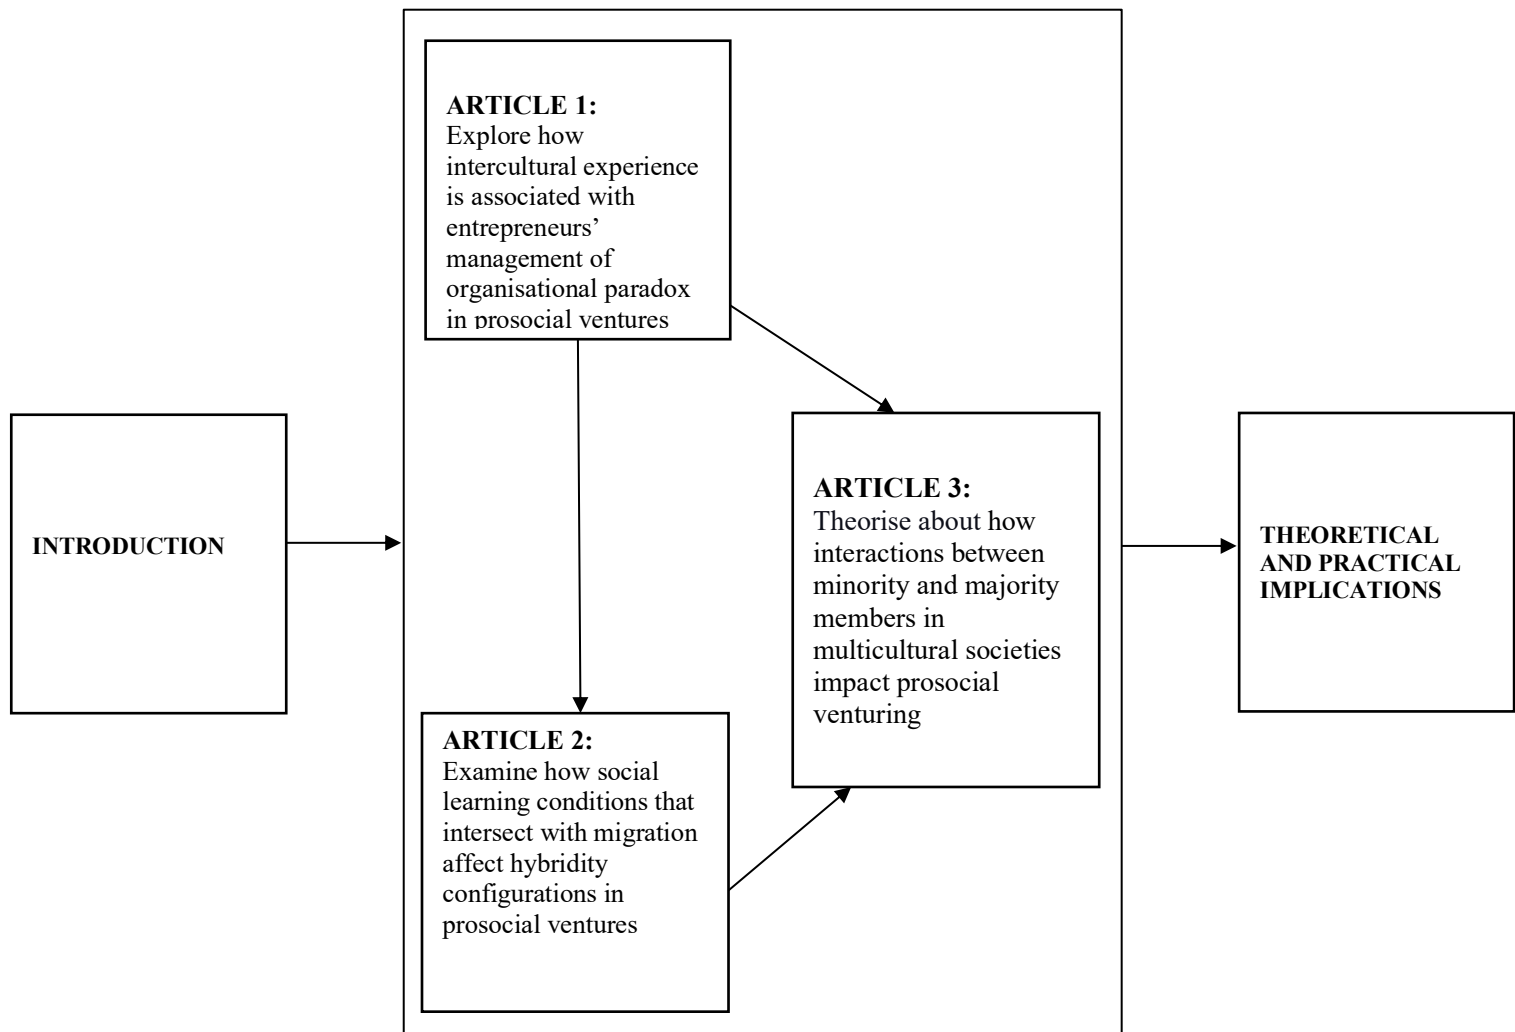 INTRODUCTION
ARTICLE 1:
Explore how
intercultural experience
is associated with
entrepreneurs’
management of
organisational paradox
in prosocial ventures
ARTICLE 2:
Examine how social
learning conditions that
intersect with migration
affect hybridity
configurations in
prosocial ventures
ARTICLE 3:
Theorise about how
interactions between
minority and majority
members in
multicultural societies
impact prosocial
venturing
THEORETICAL
AND PRACTICAL
IMPLICATIONS